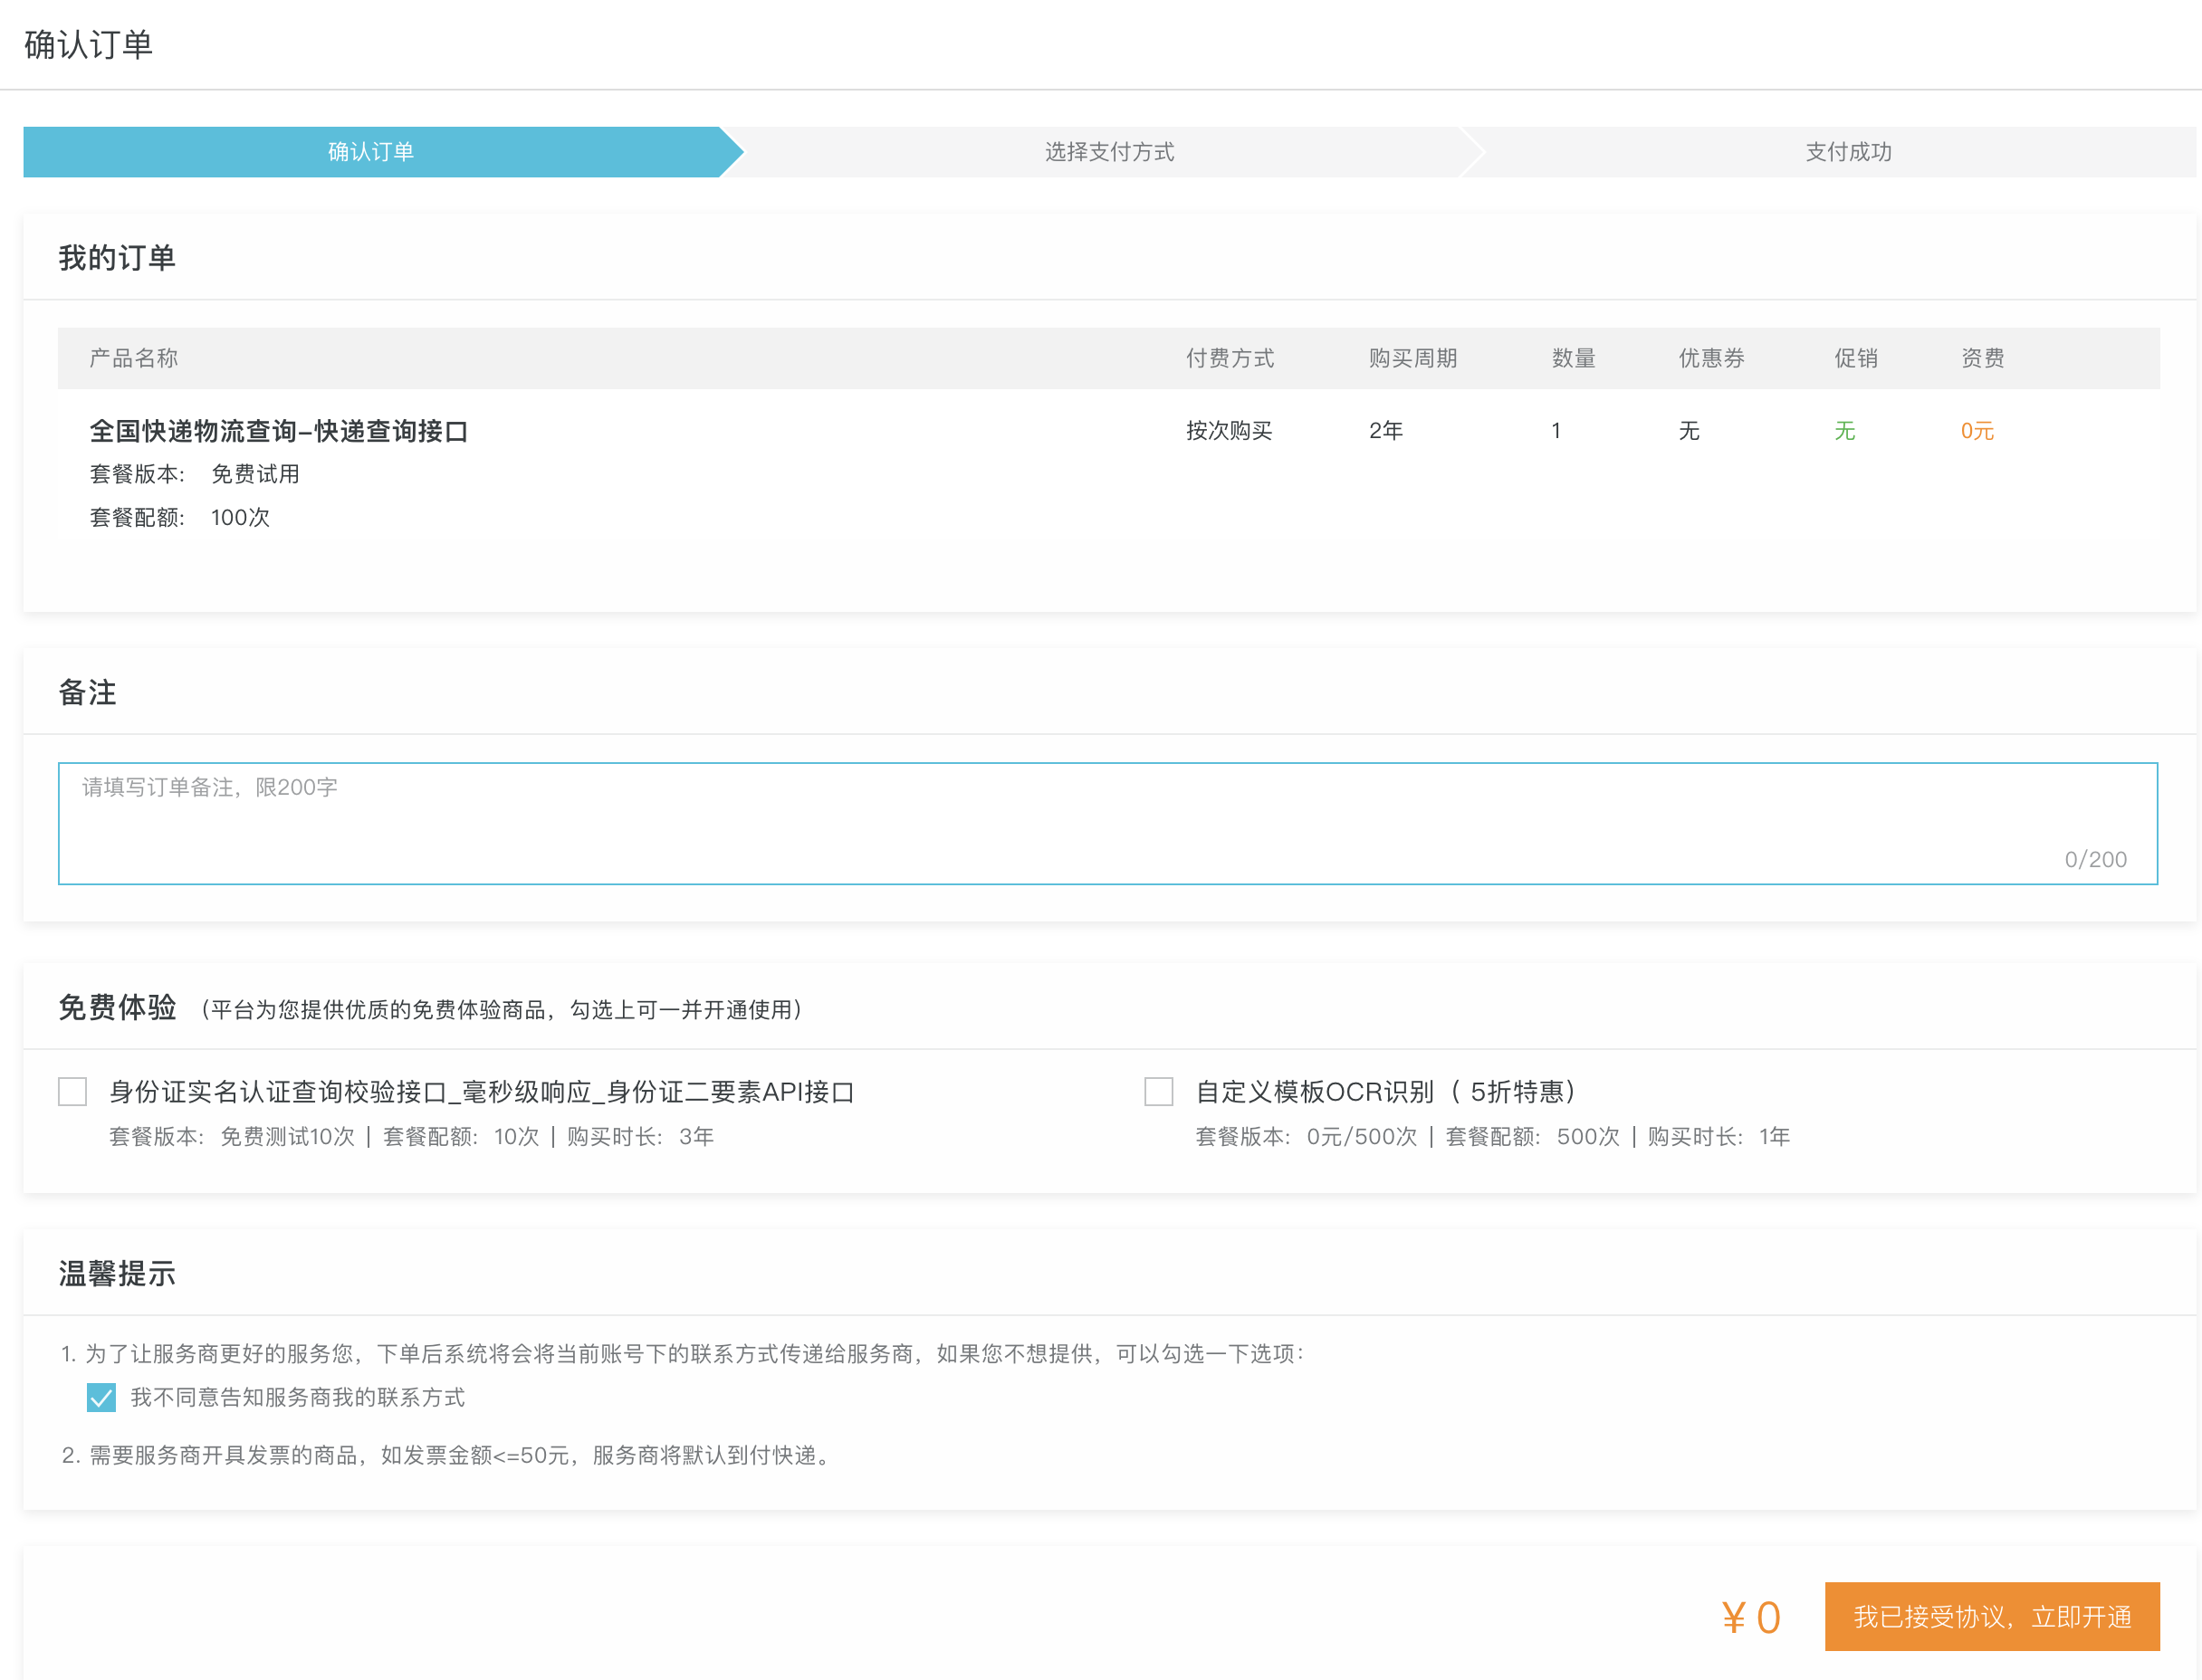 确认订单
确认订单 选择支付方式 支付成功
我的订单
产品名称 付费方式 购买周期 数量 优惠券 促销 资费
全国快递物流查询-快递查询接口 按次购买 2年 1 无 无 0元
套餐版本: 免费试用
套餐配额: 100次
备注
请填写订单备注，限200字
0/200
免费体验 （平台为您提供优质的免费体验商品，勾选上可一并开通使用）
身份证实名认证查询校验接口_毫秒级响应_身份证二要素API接口
套餐版本: 免费测试10次 | 套餐配额: 10次 | 购买时长: 3年
自定义模板OCR识别（ 5折特惠）
套餐版本: 0元/500次 | 套餐配额: 500次 | 购买时长: 1年
温馨提示
1. 为了让服务商更好的服务您，下单后系统将会将当前账号下的联系方式传递给服务商，如果您不想提供，可以勾选一下选项：
我不同意告知服务商我的联系方式
2. 需要服务商开具发票的商品，如发票金额<=50元，服务商将默认到付快递。
¥ 0 我已接受协议，立即开通